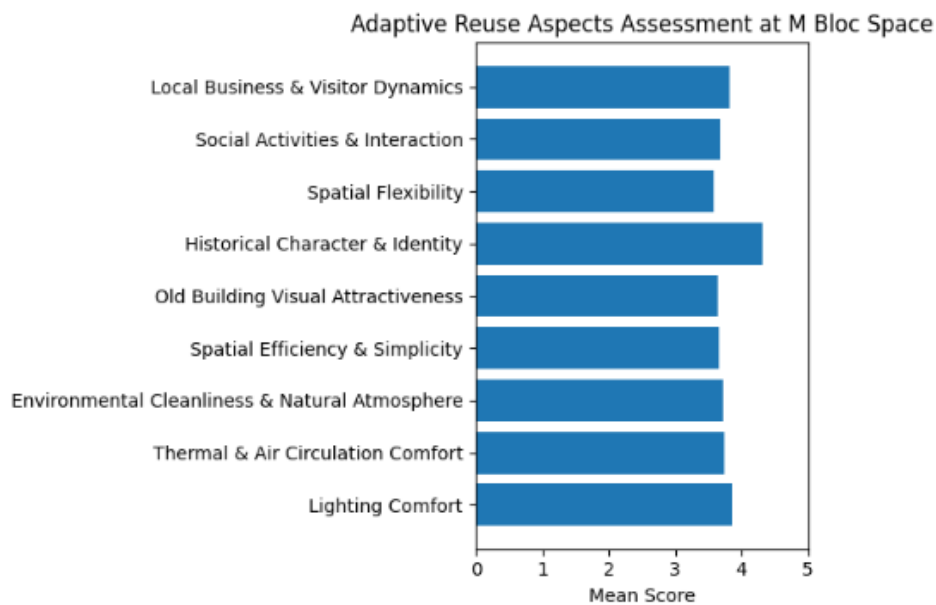 Adaptive Reuse Aspects Assessment at M Bloc Space
Local Business & Visitor Dynamics
Social Activities & Interaction
Spatial Flexibility
Historical Character & Identity
Old Building Visual Attractiveness
Spatial Efficiency & Simplicity
Environmental Cleanliness & Natural Atmosphere
Thermal & Air Circulation Comfort
Lighting Comfort
0 1 2 3 4 5
Mean Score